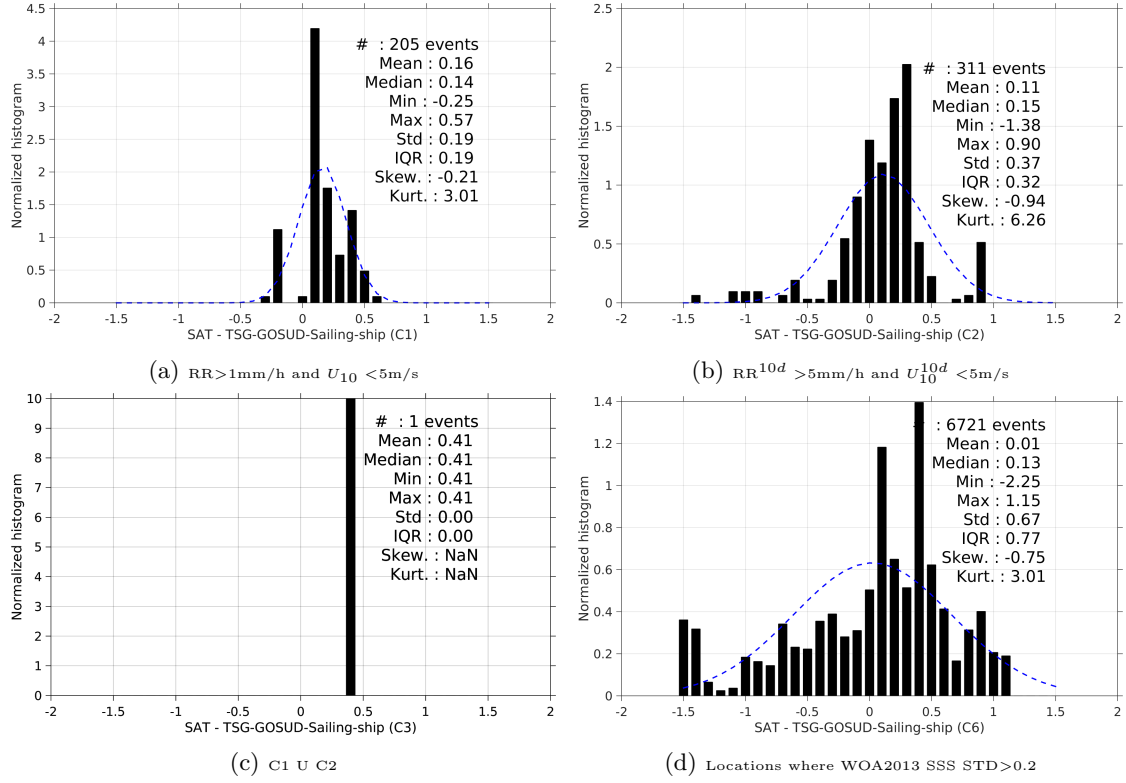 4.5
4
3.5
3
2.5
2
1.5
1
0.5
0
-2 -1.5 -1 -0.5 0 0.5 1 1.5 2
Normalized histogram
SAT - TSG-GOSUD-Sailing-ship (C1)
# : 205 events
Mean : 0.16
Median : 0.14
Min : -0.25
Max : 0.57
Std : 0.19
IQR : 0.19
Skew. : -0.21
Kurt. : 3.01
(a) RR>1mm/h and U10 <5m/s
2.5
2
1.5
1
0.5
0
-2 -1.5 -1 -0.5 0 0.5 1 1.5 2
Normalized histogram
SAT - TSG-GOSUD-Sailing-ship (C2)
# : 311 events
Mean : 0.11
Median : 0.15
Min : -1.38
Max : 0.90
Std : 0.37
IQR : 0.32
Skew. : -0.94
Kurt. : 6.26
(b) RR^10d >5mm/h and U10^10d <5m/s
10
9
8
7
6
5
4
3
2
1
0
-2 -1.5 -1 -0.5 0 0.5 1 1.5 2
Normalized histogram
SAT - TSG-GOSUD-Sailing-ship (C3)
# : 1 events
Mean : 0.41
Median : 0.41
Min : 0.41
Max : 0.41
Std : 0.00
IQR : 0.00
Skew. : NaN
Kurt. : NaN
(c) C1 U C2
1.4
1.2
1
0.8
0.6
0.4
0.2
0
-2 -1.5 -1 -0.5 0 0.5 1 1.5 2
Normalized histogram
SAT - TSG-GOSUD-Sailing-ship (C6)
: 6721 events
Mean : 0.01
Median : 0.13
Min : -2.25
Max : 1.15
Std : 0.67
IQR : 0.77
Skew. : -0.75
Kurt. : 3.01
(d) Locations where WOA2013 SSS STD>0.2